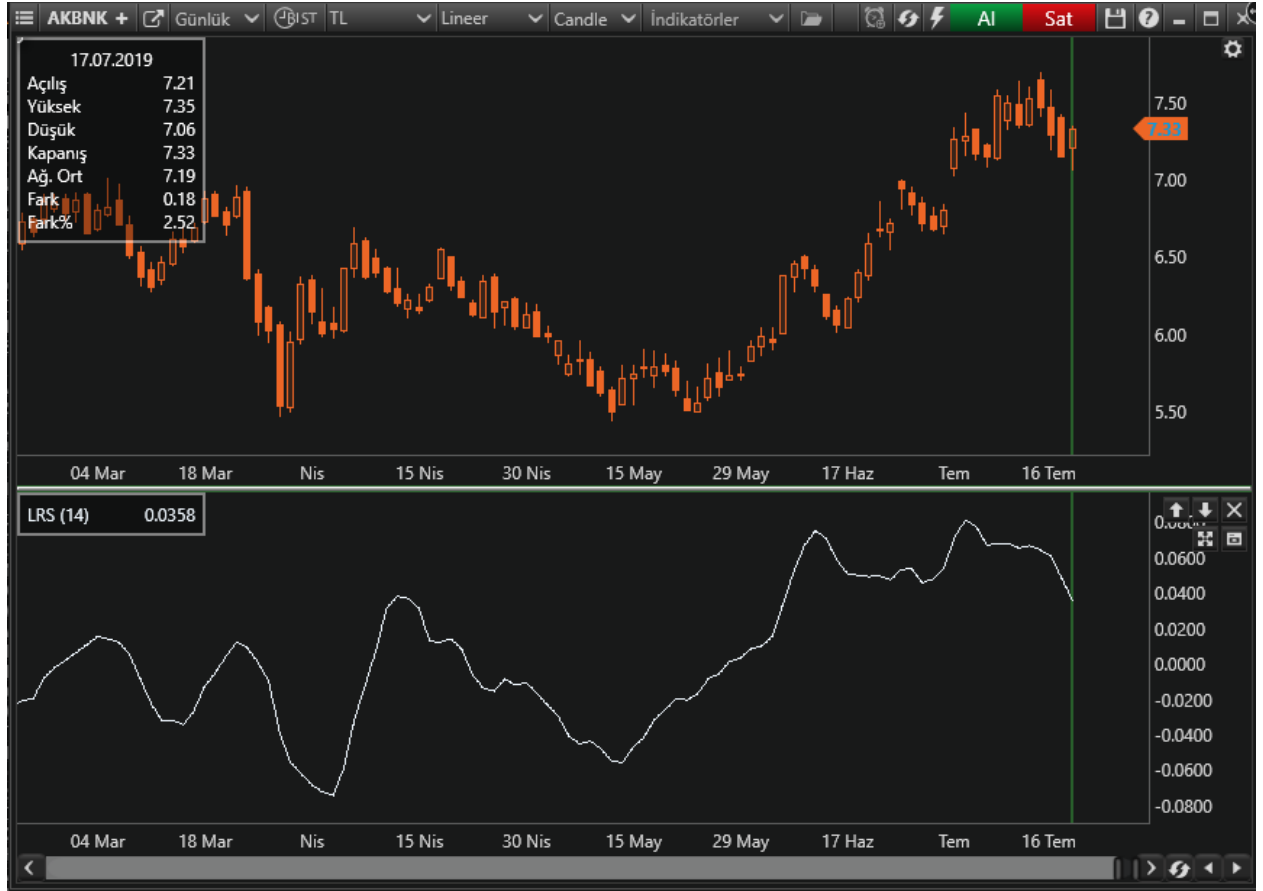 AKBNK + Günlük BIST TL Lineer Candle İndikatörler Al Sat
17.07.2019
Açılış 7.21
Yüksek 7.35
Düşük 7.06
Kapanış 7.33
Ağ. Ort 7.19
Fark 0.18
Fark% 2.52
7.50
7.33
7.00
6.50
6.00
5.50
04 Mar 18 Mar Nis 15 Nis 30 Nis 15 May 29 May 17 Haz Tem 16 Tem
LRS (14) 0.0358
0.0800
0.0600
0.0400
0.0200
0.0000
-0.0200
-0.0400
-0.0600
-0.0800
04 Mar 18 Mar Nis 15 Nis 30 Nis 15 May 29 May 17 Haz Tem 16 Tem